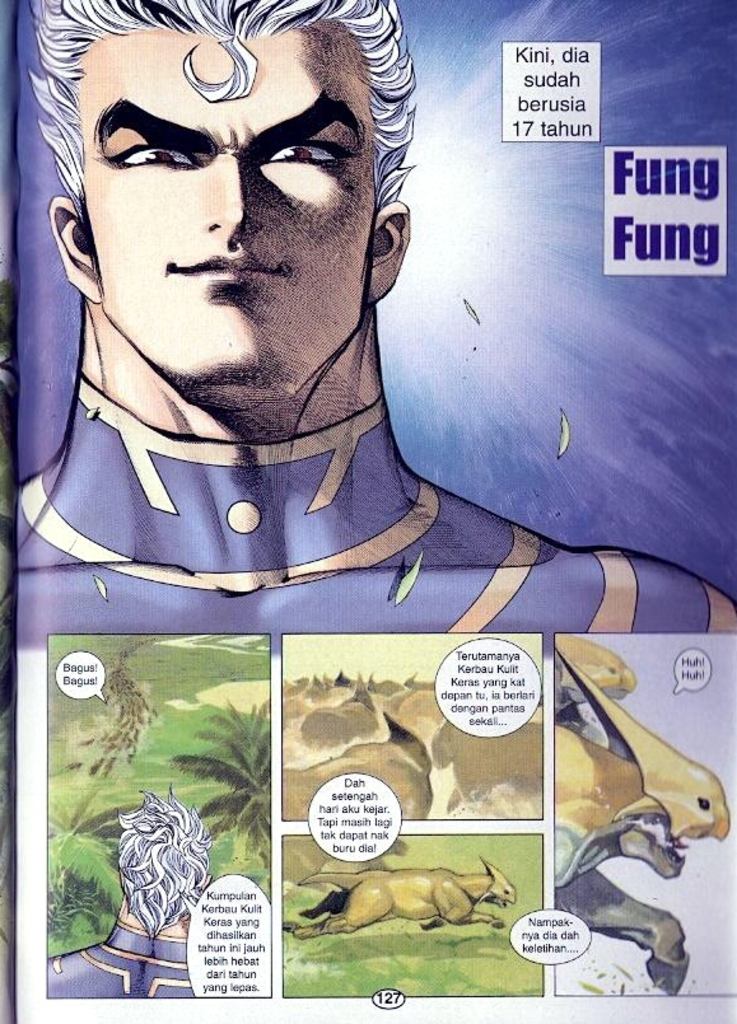 Kini, dia
sudah
berusia
17 tahun
Fung
Fung
Bagus!
Bagus!
Kumpulan
Kerbau Kulit
Keras yang
dihasilkan
tahun ini jauh
lebih hebat
dari tahun
yang lepas.
Terutamanya
Kerbau Kulit
Keras yang kat
depan tu, ia berlari
dengan pantas
sekali...
Dah
setengah
hari aku kejar.
Tapi masih lagi
tak dapat nak
buru dia!
Huh!
Huh!
Nampak-
nya dia dah
keletihan....
127